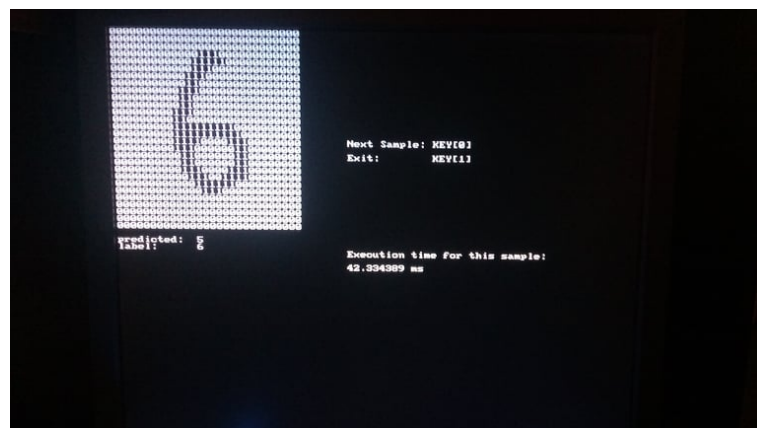 Next Sample: KEY[0]
Exit: KEY[1]
predicted: 5
label: 6
Execution time for this sample:
42.334389 ms